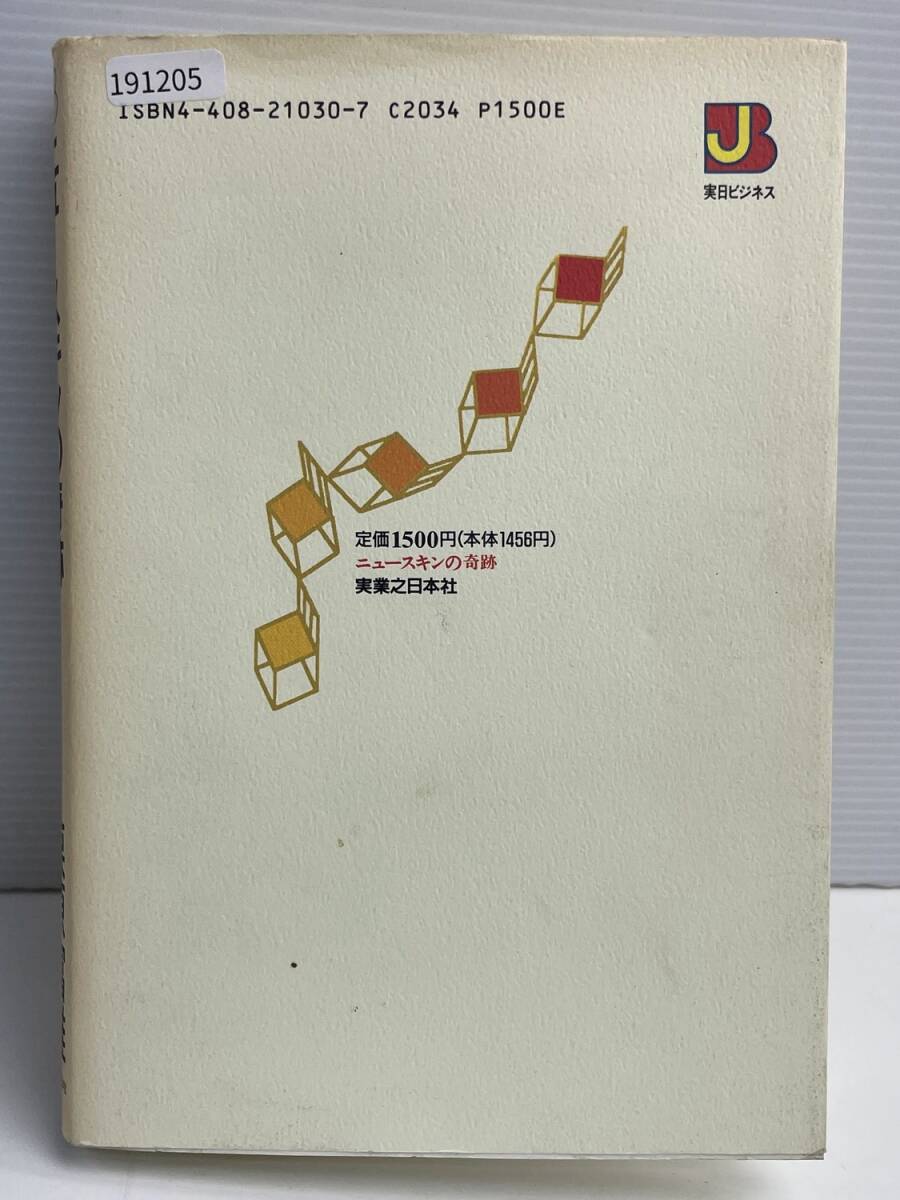 191205
ISBN4-408-21030-7 C2034 P1500E
JB
実日ビジネス
定価1500円(本体1456円)
ニュースキンの奇跡
実業之日本社